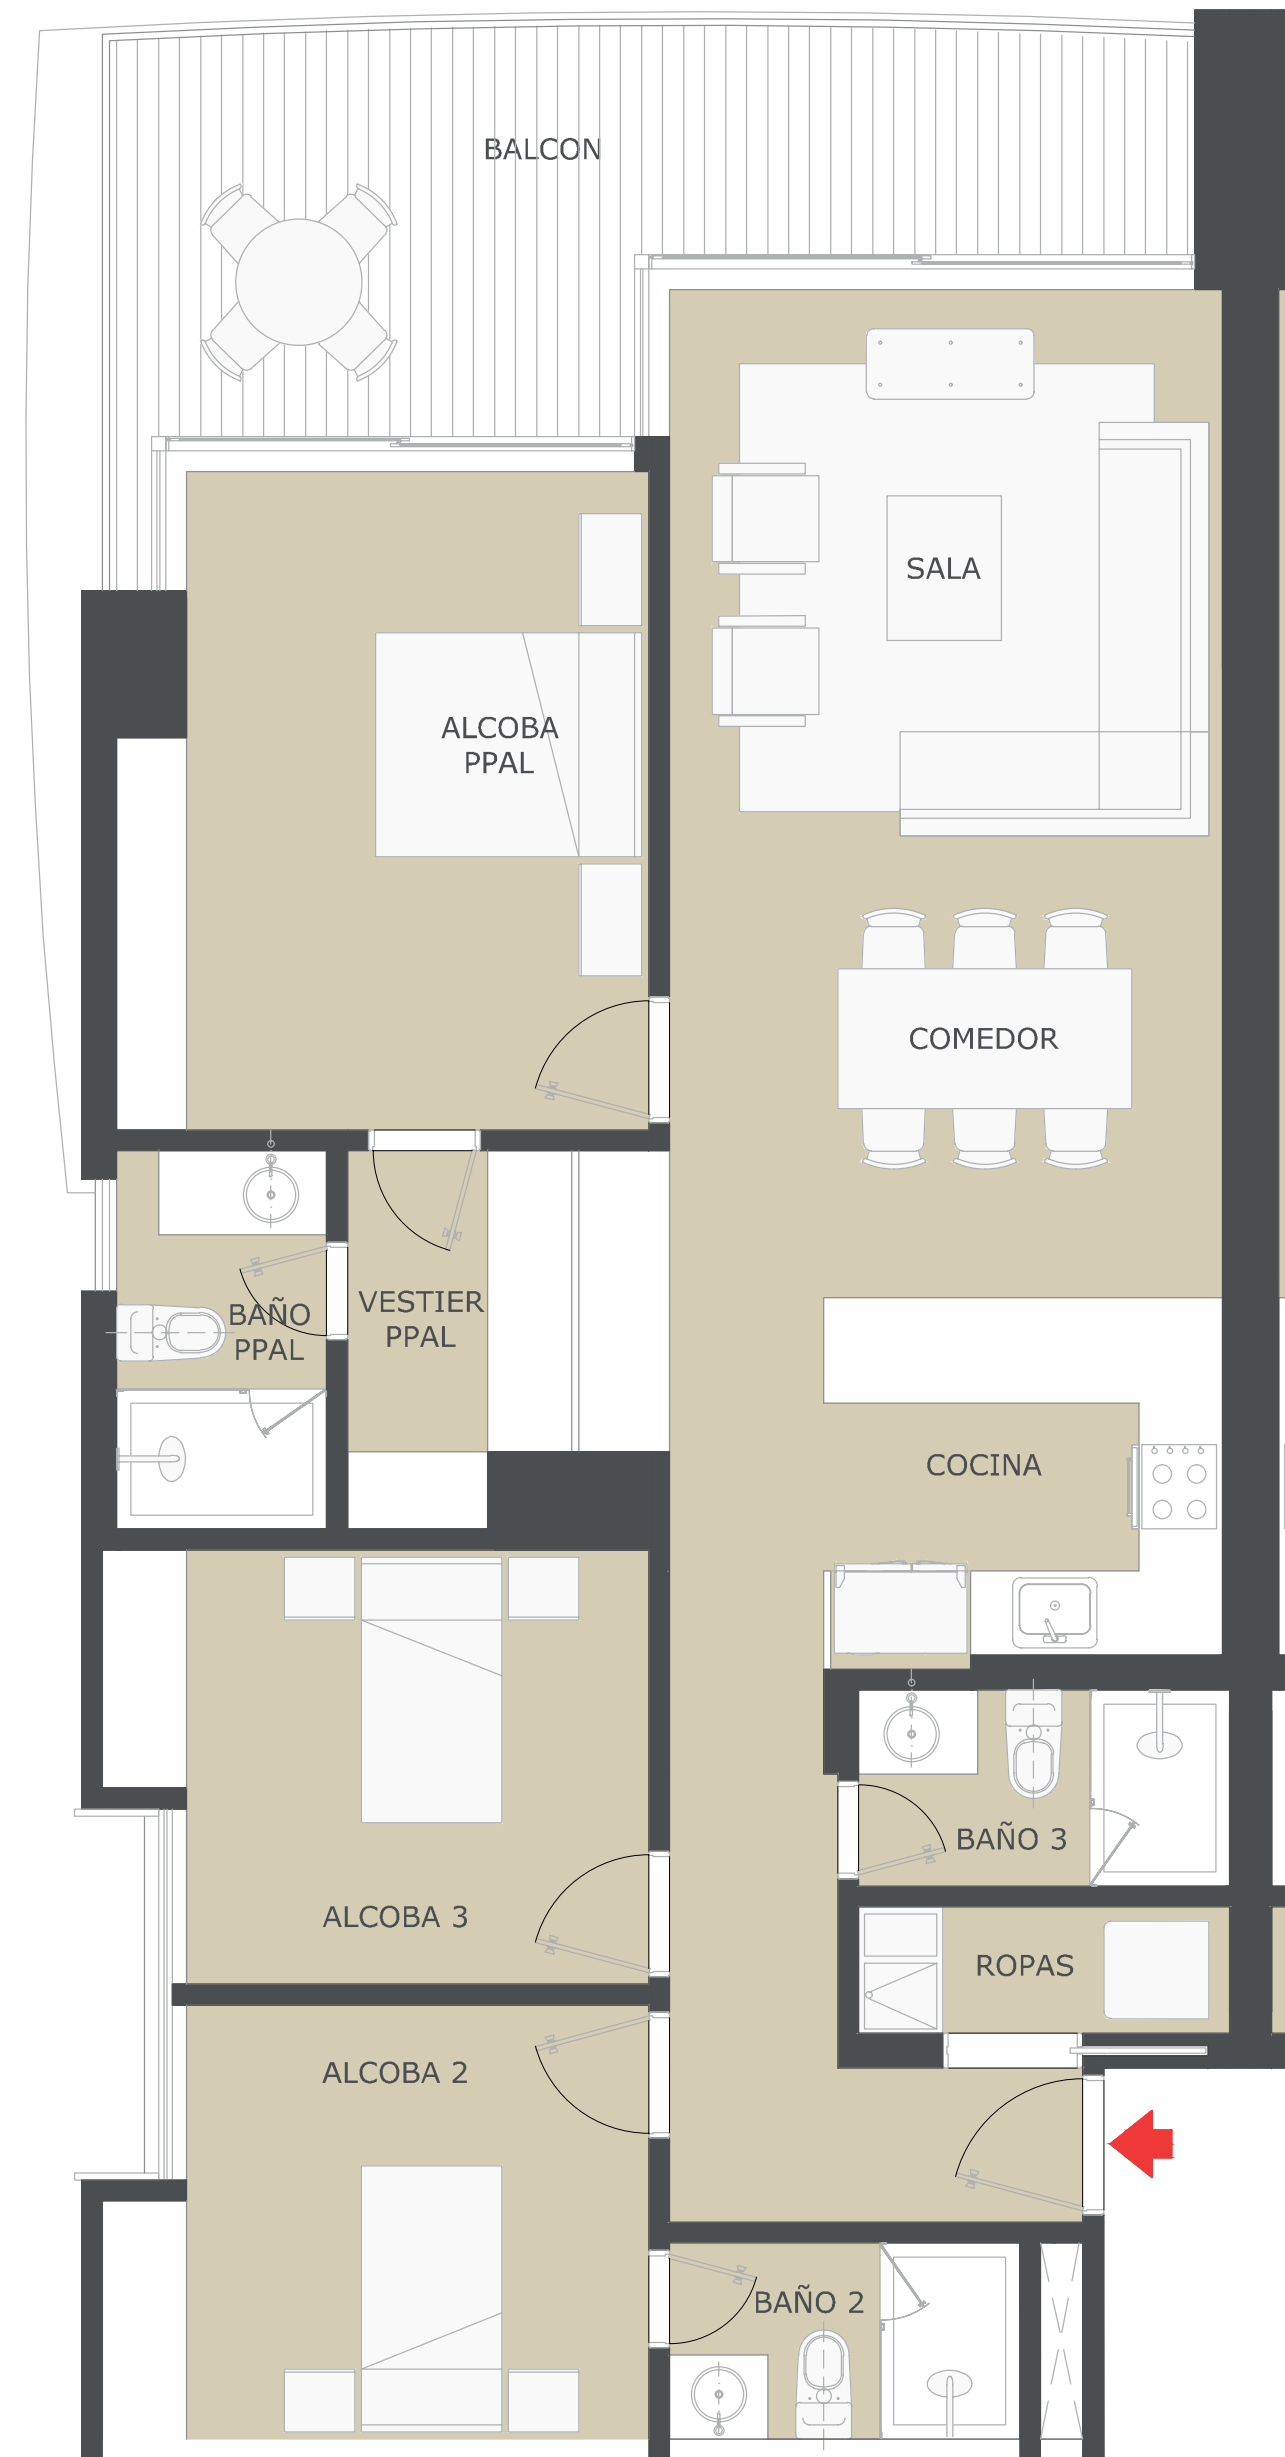 BALCON
SALA
ALCOBA
PPAL
COMEDOR
BAÑO
PPAL
VESTIER
PPAL
COCINA
BAÑO 3
ALCOBA 3
ROPAS
ALCOBA 2
BAÑO 2